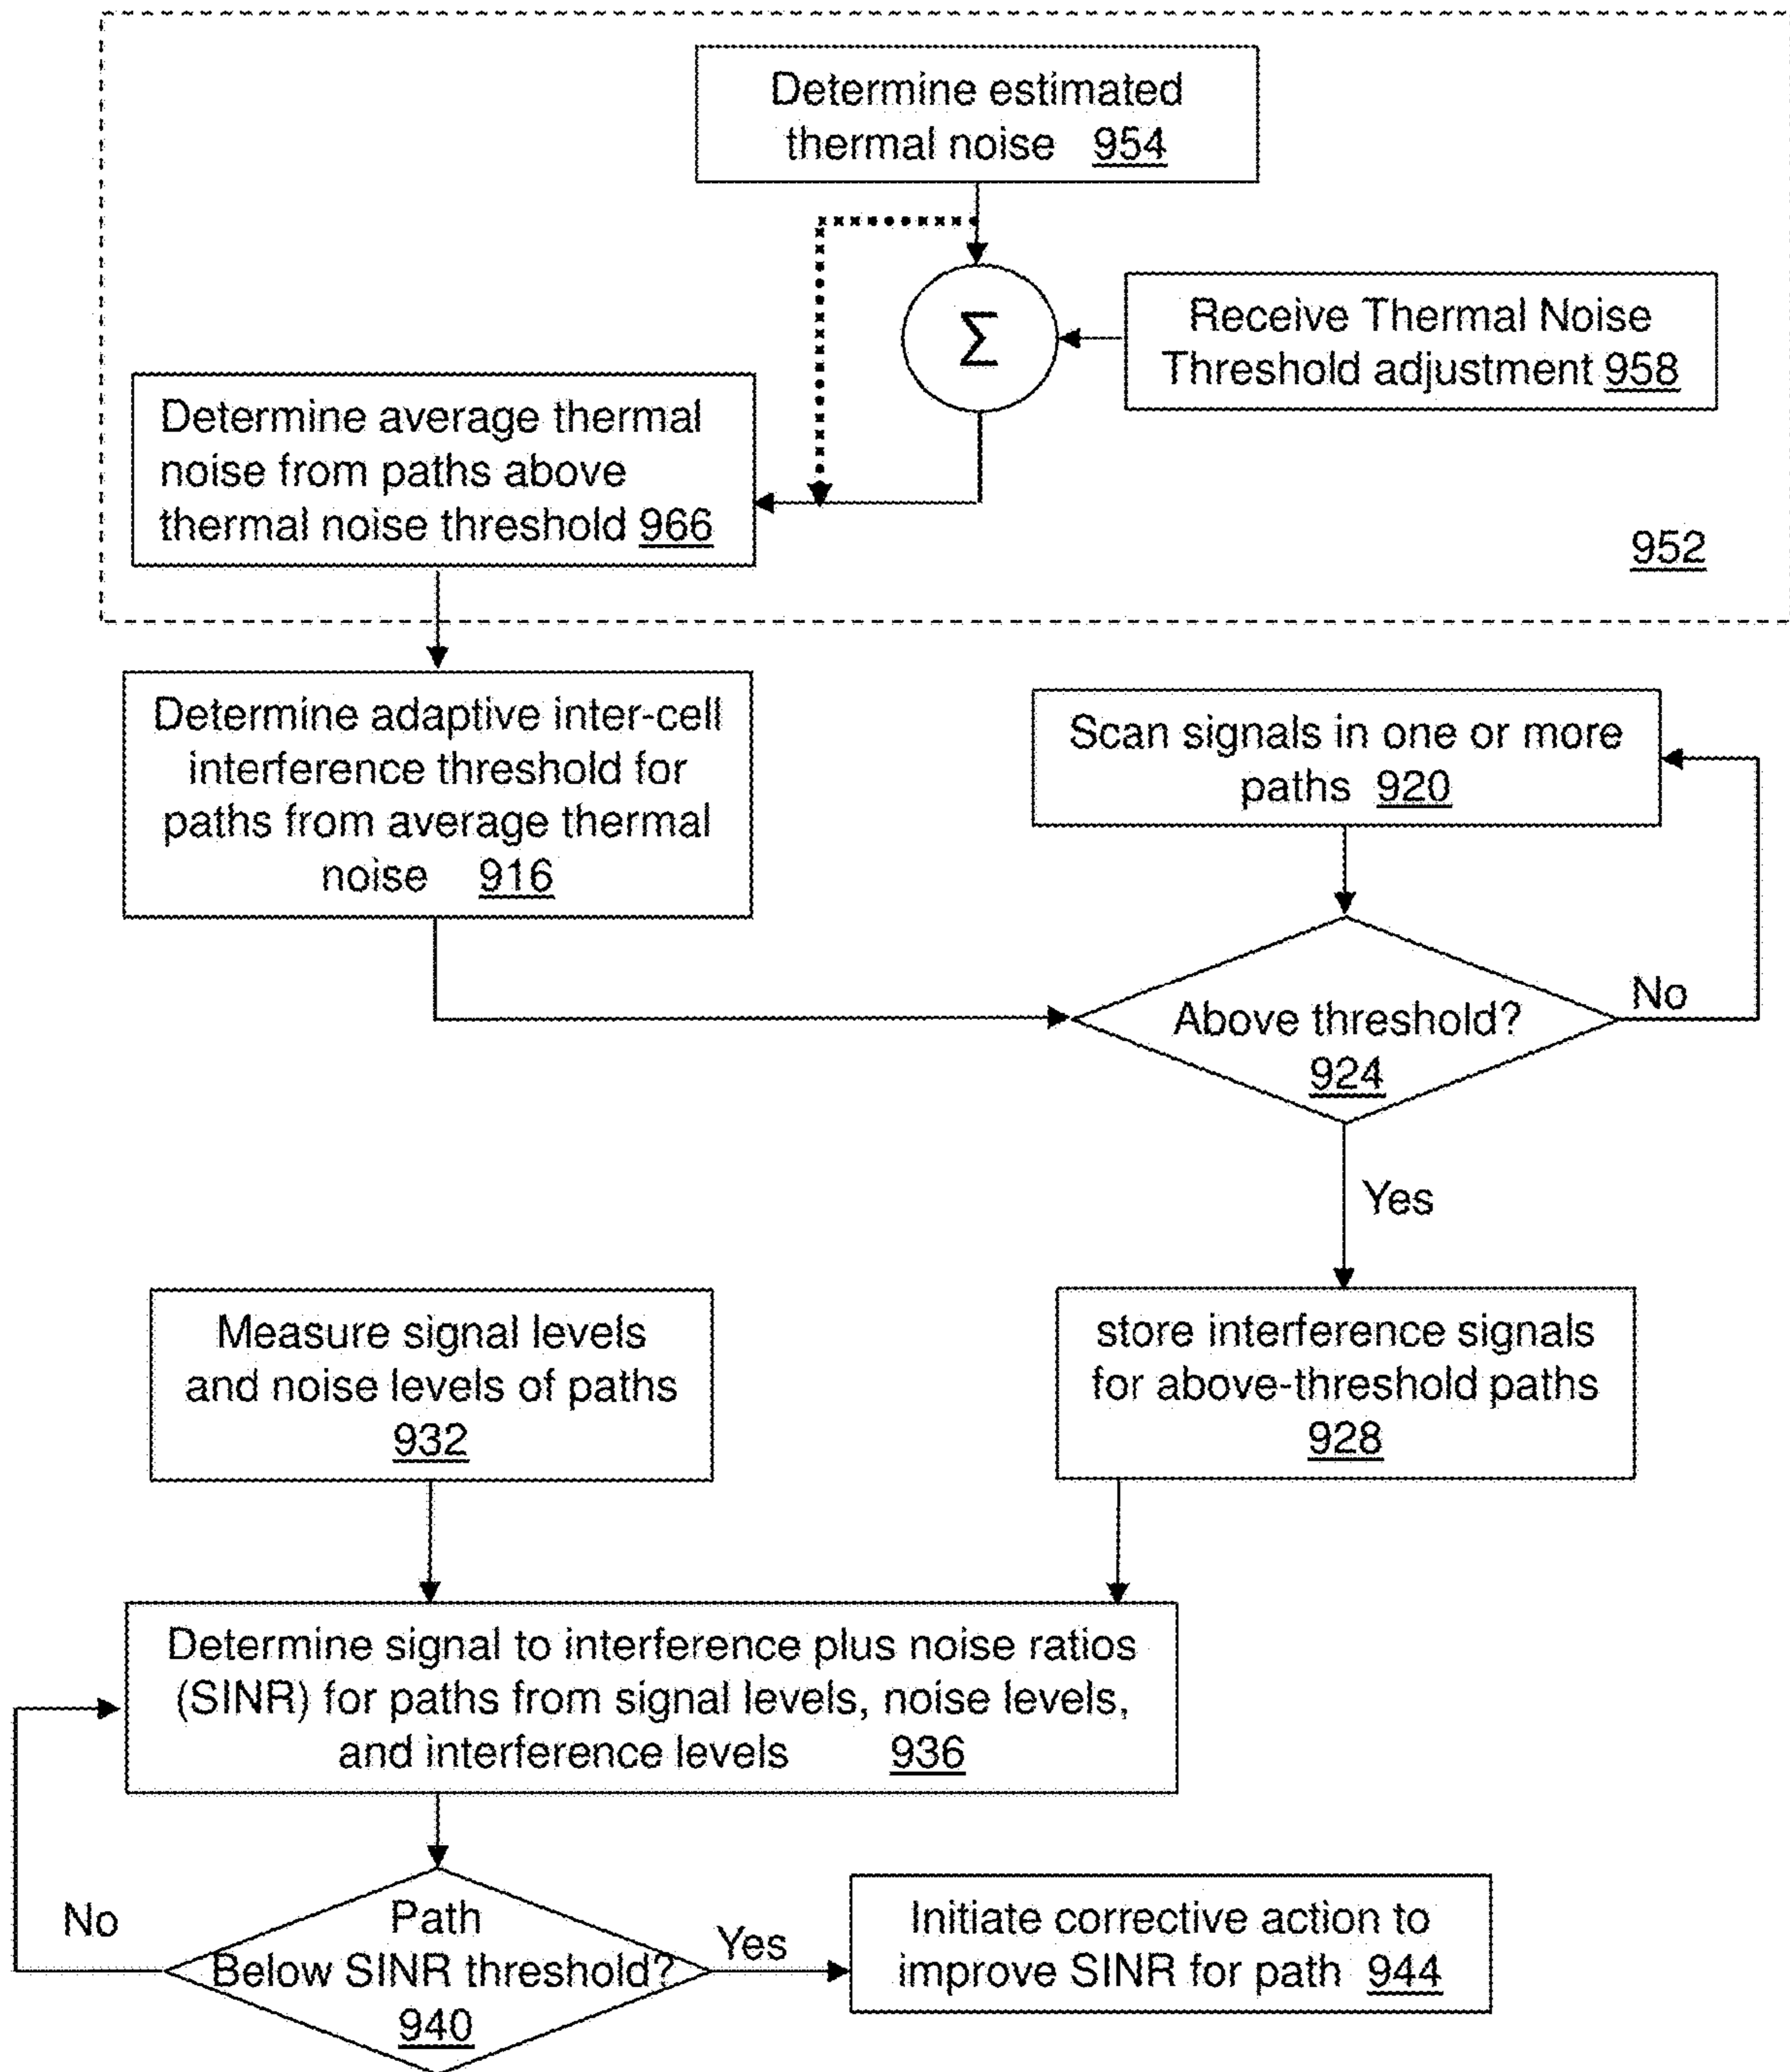 Determine estimated
thermal noise 954
Σ
Receive Thermal Noise
Threshold adjustment 958
Determine average thermal
noise from paths above
thermal noise threshold 966
952
Determine adaptive inter-cell
interference threshold for
paths from average thermal
noise 916
Scan signals in one or more
paths 920
Above threshold?
924
No
Yes
Measure signal levels
and noise levels of paths
932
store interference signals
for above-threshold paths
928
Determine signal to interference plus noise ratios
(SINR) for paths from signal levels, noise levels,
and interference levels 936
No
Path
Below SINR threshold?
940
Yes
Initiate corrective action to
improve SINR for path 944